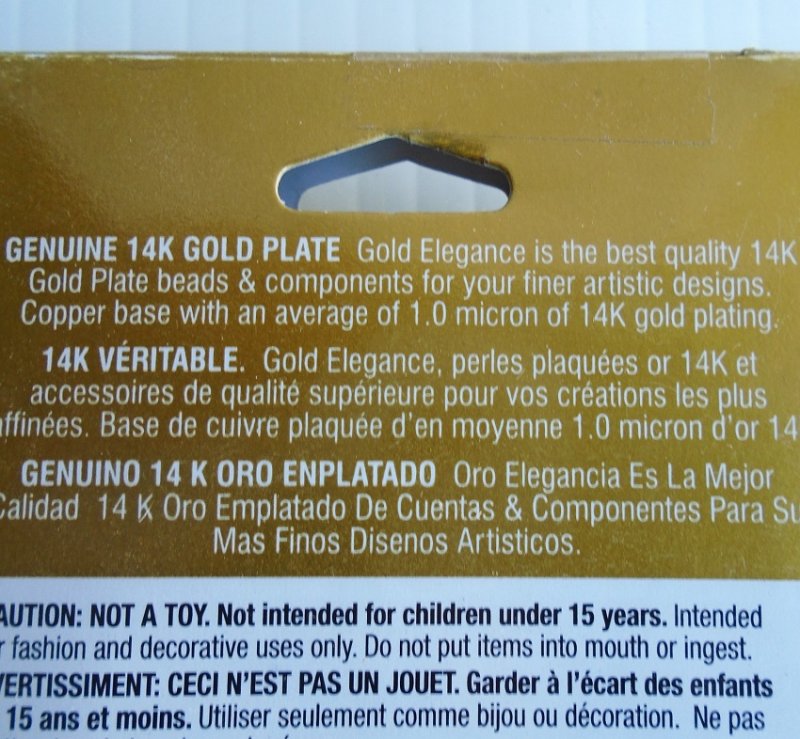 GENUINE 14K GOLD PLATE Gold Elegance is the best quality 14K
Gold Plate beads & components for your finer artistic designs.
Copper base with an average of 1.0 micron of 14K gold plating.
14K VÉRITABLE. Gold Elegance, perles plaquées or 14K et
accessoires de qualité supérieure pour vos créations les plus
affinées. Base de cuivre plaquée d'en moyenne 1.0 micron d'or 14
GENUINO 14 K ORO ENPLATADO Oro Elegancia Es La Mejor
Calidad 14 K Oro Emplatado De Cuentas & Componentes Para Su
Mas Finos Disenos Artisticos.
AUTION: NOT A TOY. Not intended for children under 15 years. Intended
r fashion and decorative uses only. Do not put items into mouth or ingest.
VERTISSIMENT: CECI N'EST PAS UN JOUET. Garder à l'écart des enfants
15 ans et moins. Utiliser seulement comme bijou ou décoration. Ne pas